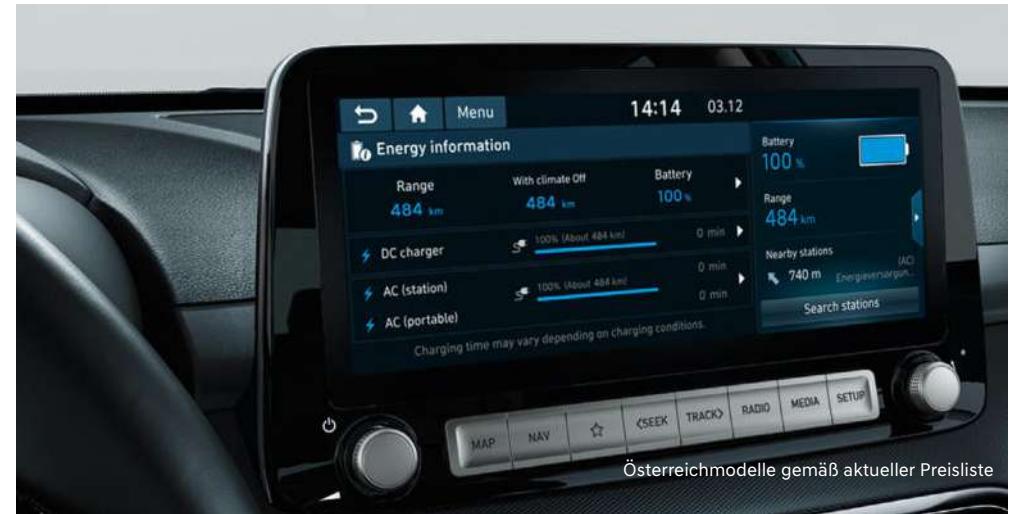 Menu
14:14 03.12
Energy information
Range
484 km
With climate Off
484 km
Battery
100 %
DC charger
100% (About 484 km)
0 min
AC (station)
AC (portable)
100% (About 484 km)
0 min
0 min
Charging time may vary depending on charging conditions.
Battery
100 %
Range
484 km
Nearby stations
(AC)
740 m Energieversorgun...
Search stations
MAP NAV <SEEK TRACK> RADIO MEDIA SETUP
Österreichmodelle gemäß aktueller Preisliste